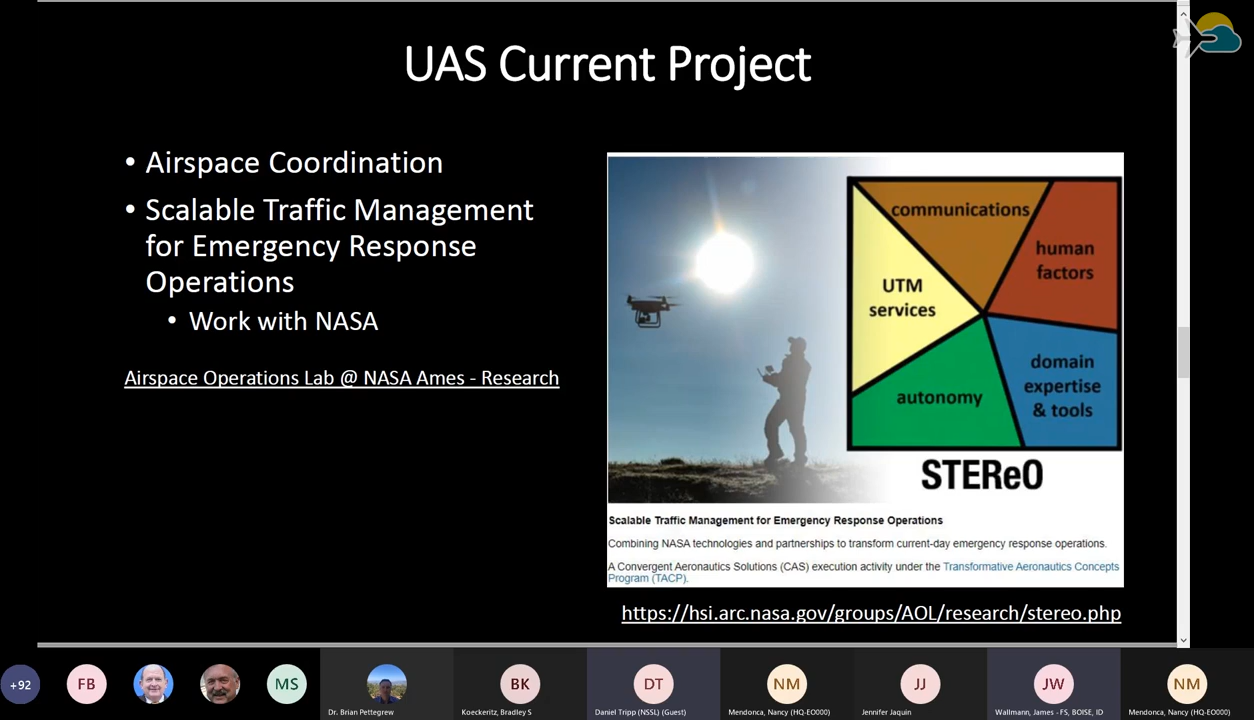 UAS Current Project
• Airspace Coordination
• Scalable Traffic Management
for Emergency Response
Operations
• Work with NASA
Airspace Operations Lab @ NASA Ames - Research
communications
human
factors
UTM
services
domain
expertise
& tools
autonomy
STEReO
Scalable Traffic Management for Emergency Response Operations
Combining NASA technologies and partnerships to transform current-day emergency response operations.
A Convergent Aeronautics Solutions (CAS) execution activity under the Transformative Aeronautics Concepts
Program (TACP).
https://hsi.arc.nasa.gov/groups/AOL/research/stereo.php
+92
FB
MS
BK
DT
NM
JJ
JW
NM
Dr. Brian Pettegrew
Koeckeritz, Bradley S
Daniel Tripp (NSSL) (Guest)
Mendonca, Nancy (HQ-EO000)
Jennifer Jaquin
Wallmann, James - FS, BOISE, ID
Mendonca, Nancy (HQ-EO000)